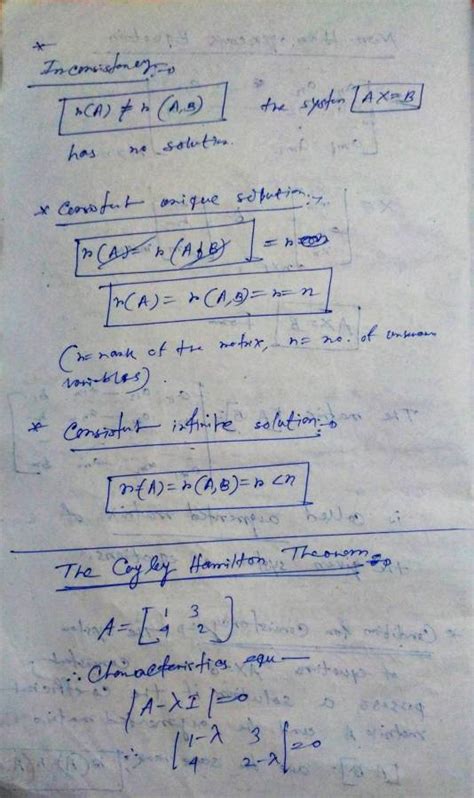 *
Inconsistency:→
r(A) ≠ r(A,B) the system AX=B
has no solution.
* Consistent unique solution:→
r(A) = r(A,B) = r =
r(A) = r(A,B) = r = n
(r = rank of the matrix, n = no. of unknown
variables).
* Consistent infinite solution:→
r(A) = r(A,B) = r < n
The Cayley Hamilton Theorem:→
A = [1 3
4 2]
∴ Characteristics equ—
|A-λI|=0
∴ |1-λ 3
4 2-λ|=0